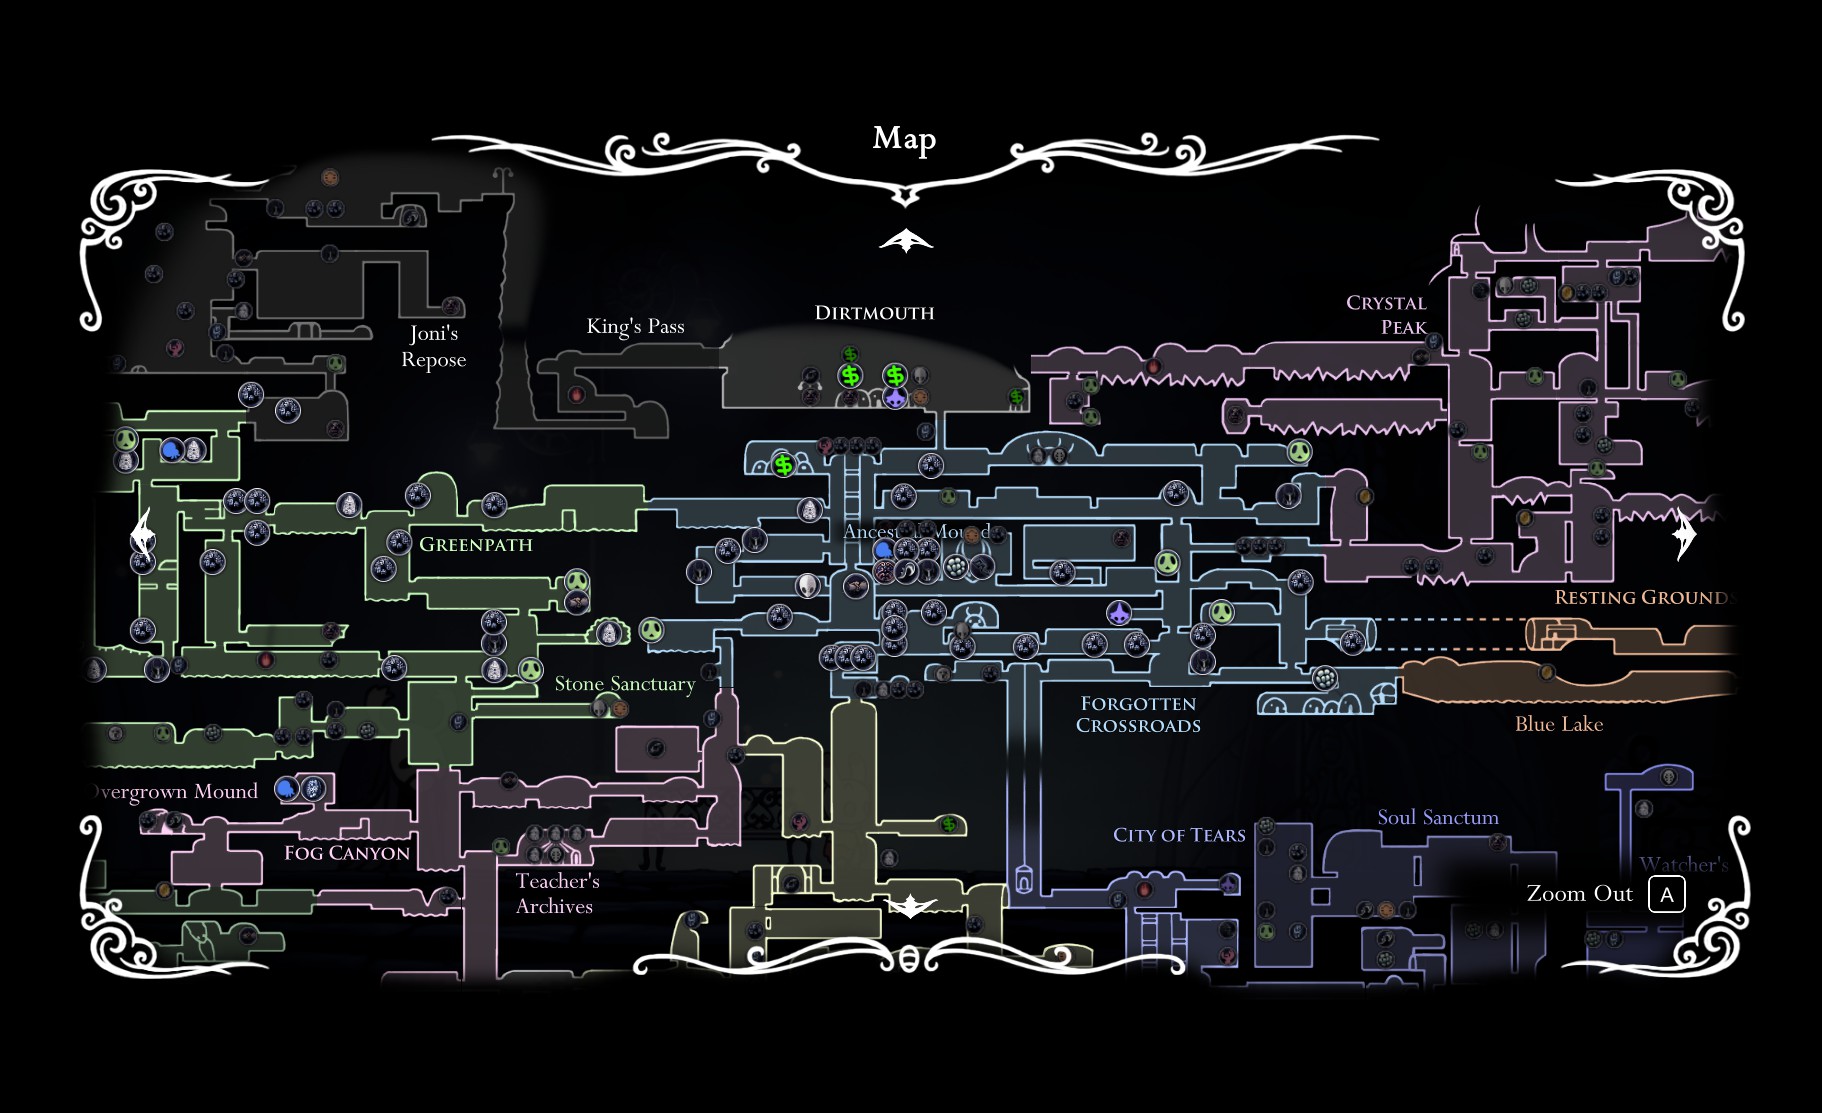 Map
Crystal
Peak
Dirtmouth
King's Pass
Joni's
Repose
Greenpath
Resting Grounds
Stone Sanctuary
Forgotten
Crossroads
Blue Lake
Overgrown Mound
City of Tears
Soul Sanctum
Fog Canyon
Watcher's
Teacher's
Archives
Zoom Out A